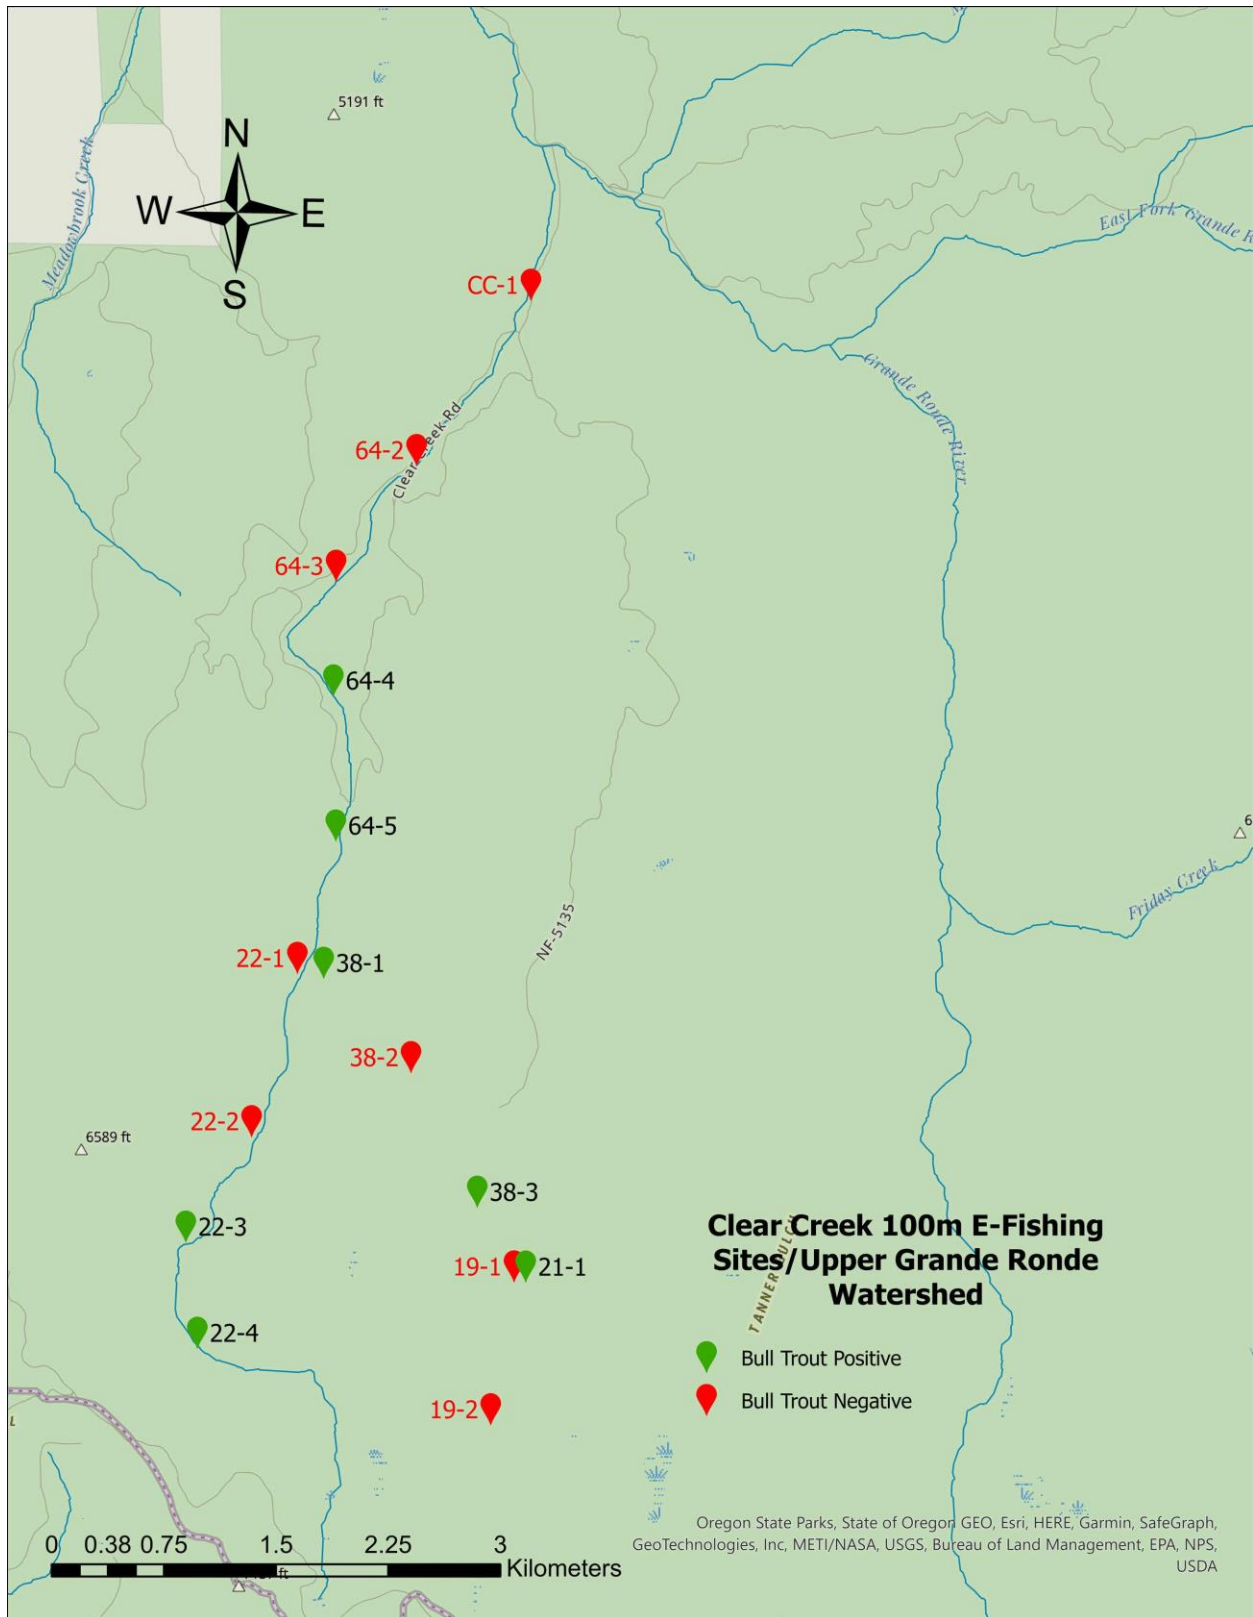 5191 ft
Meadowbrook Creek
N
W
E
S
East Fork Grande R
CC-1
Grande Ronde River
64-2
Clear Creek Rd
64-3
64-4
64-5
6
Friday Creek
22-1
38-1
NF-5135
38-2
22-2
6589 ft
38-3
22-3
Clear Creek 100m E-Fishing
Sites/Upper Grande Ronde
Watershed
19-1
21-1
22-4
Bull Trout Positive
Bull Trout Negative
19-2
L
Oregon State Parks, State of Oregon GEO, Esri, HERE, Garmin, SafeGraph,
GeoTechnologies, Inc, METI/NASA, USGS, Bureau of Land Management, EPA, NPS,
USDA
0 0.38 0.75 1.5 2.25 3
Kilometers